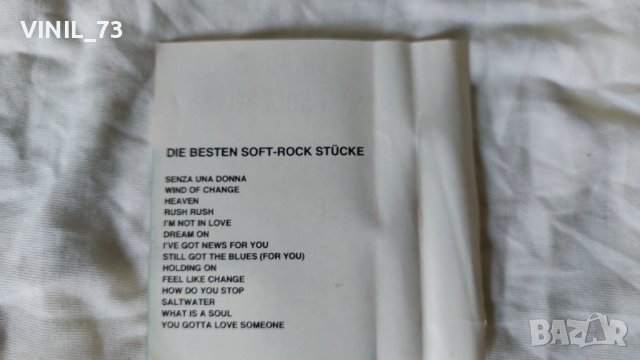 VINIL_73
DIE BESTEN SOFT-ROCK STÜCKE
SENZA UNA DONNA
WIND OF CHANGE
HEAVEN
RUSH RUSH
I'M NOT IN LOVE
DREAM ON
I'VE GOT NEWS FOR YOU
STILL GOT THE BLUES (FOR YOU)
HOLDING ON
FEEL LIKE CHANGE
HOW DO YOU STOP
SALTWATER
WHAT IS A SOUL
YOU GOTTA LOVE SOMEONE
BAZAR